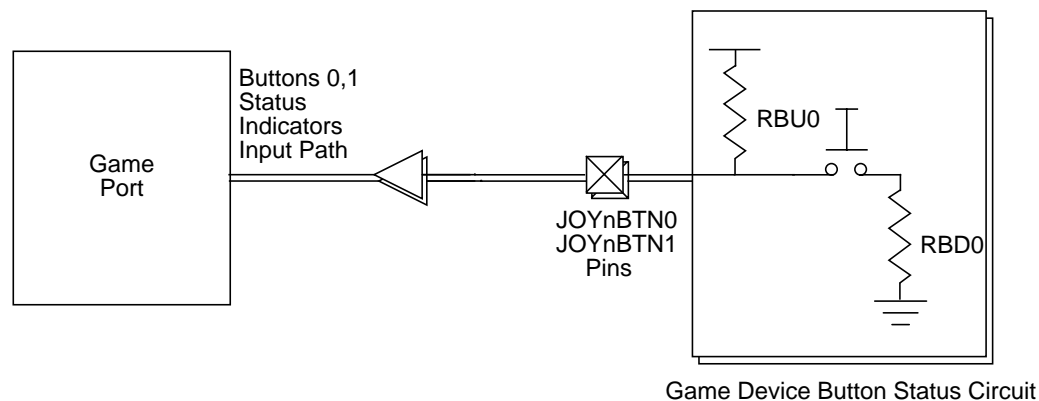 Buttons 0,1
Status
Indicators
Input Path
Game
Port
JOYnBTN0
JOYnBTN1
Pins
RBU0
RBD0
Game Device Button Status Circuit